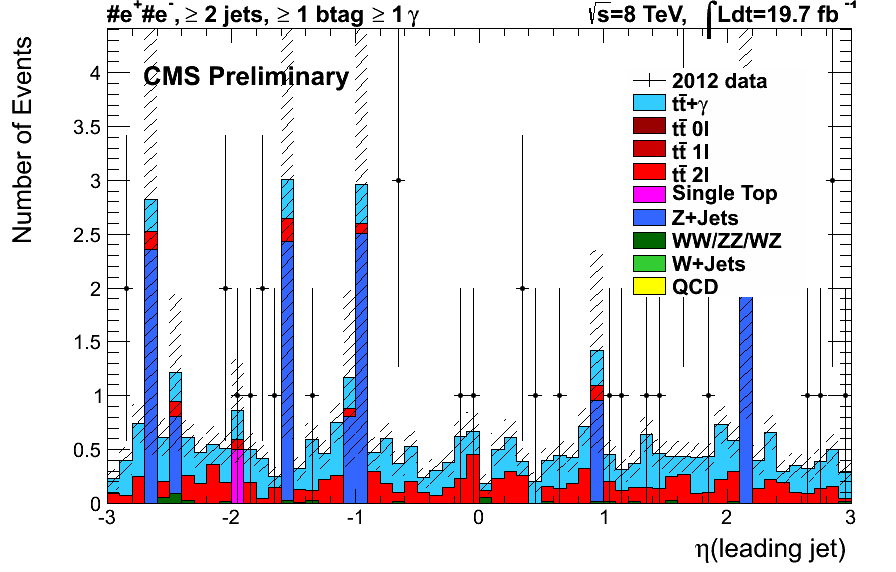 #e⁺#e⁻, ≥ 2 jets, ≥ 1 btag ≥ 1 γ
√s=8 TeV, ∫Ldt=19.7 fb⁻¹
CMS Preliminary
Number of Events
4
3.5
3
2.5
2
1.5
1
0.5
0
2012 data
tt̄+γ
tt̄ 0l
tt̄ 1l
tt̄ 2l
Single Top
Z+Jets
WW/ZZ/WZ
W+Jets
QCD
-3 -2 -1 0 1 2 3
η(leading jet)